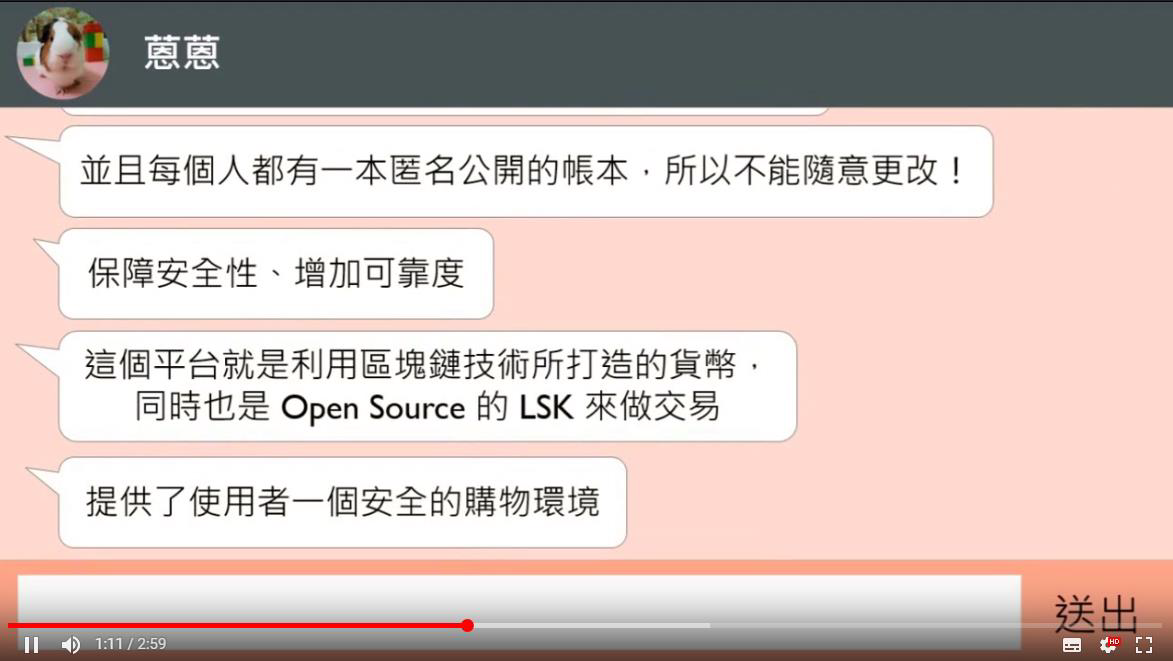 蔥蔥
並且每個人都有一本匿名公開的帳本，所以不能隨意更改！
保障安全性、增加可靠度
這個平台就是利用區塊鏈技術所打造的貨幣，
同時也是 Open Source 的 LSK 來做交易
提供了使用者一個安全的購物環境
送出
1:11 / 2:59
HD